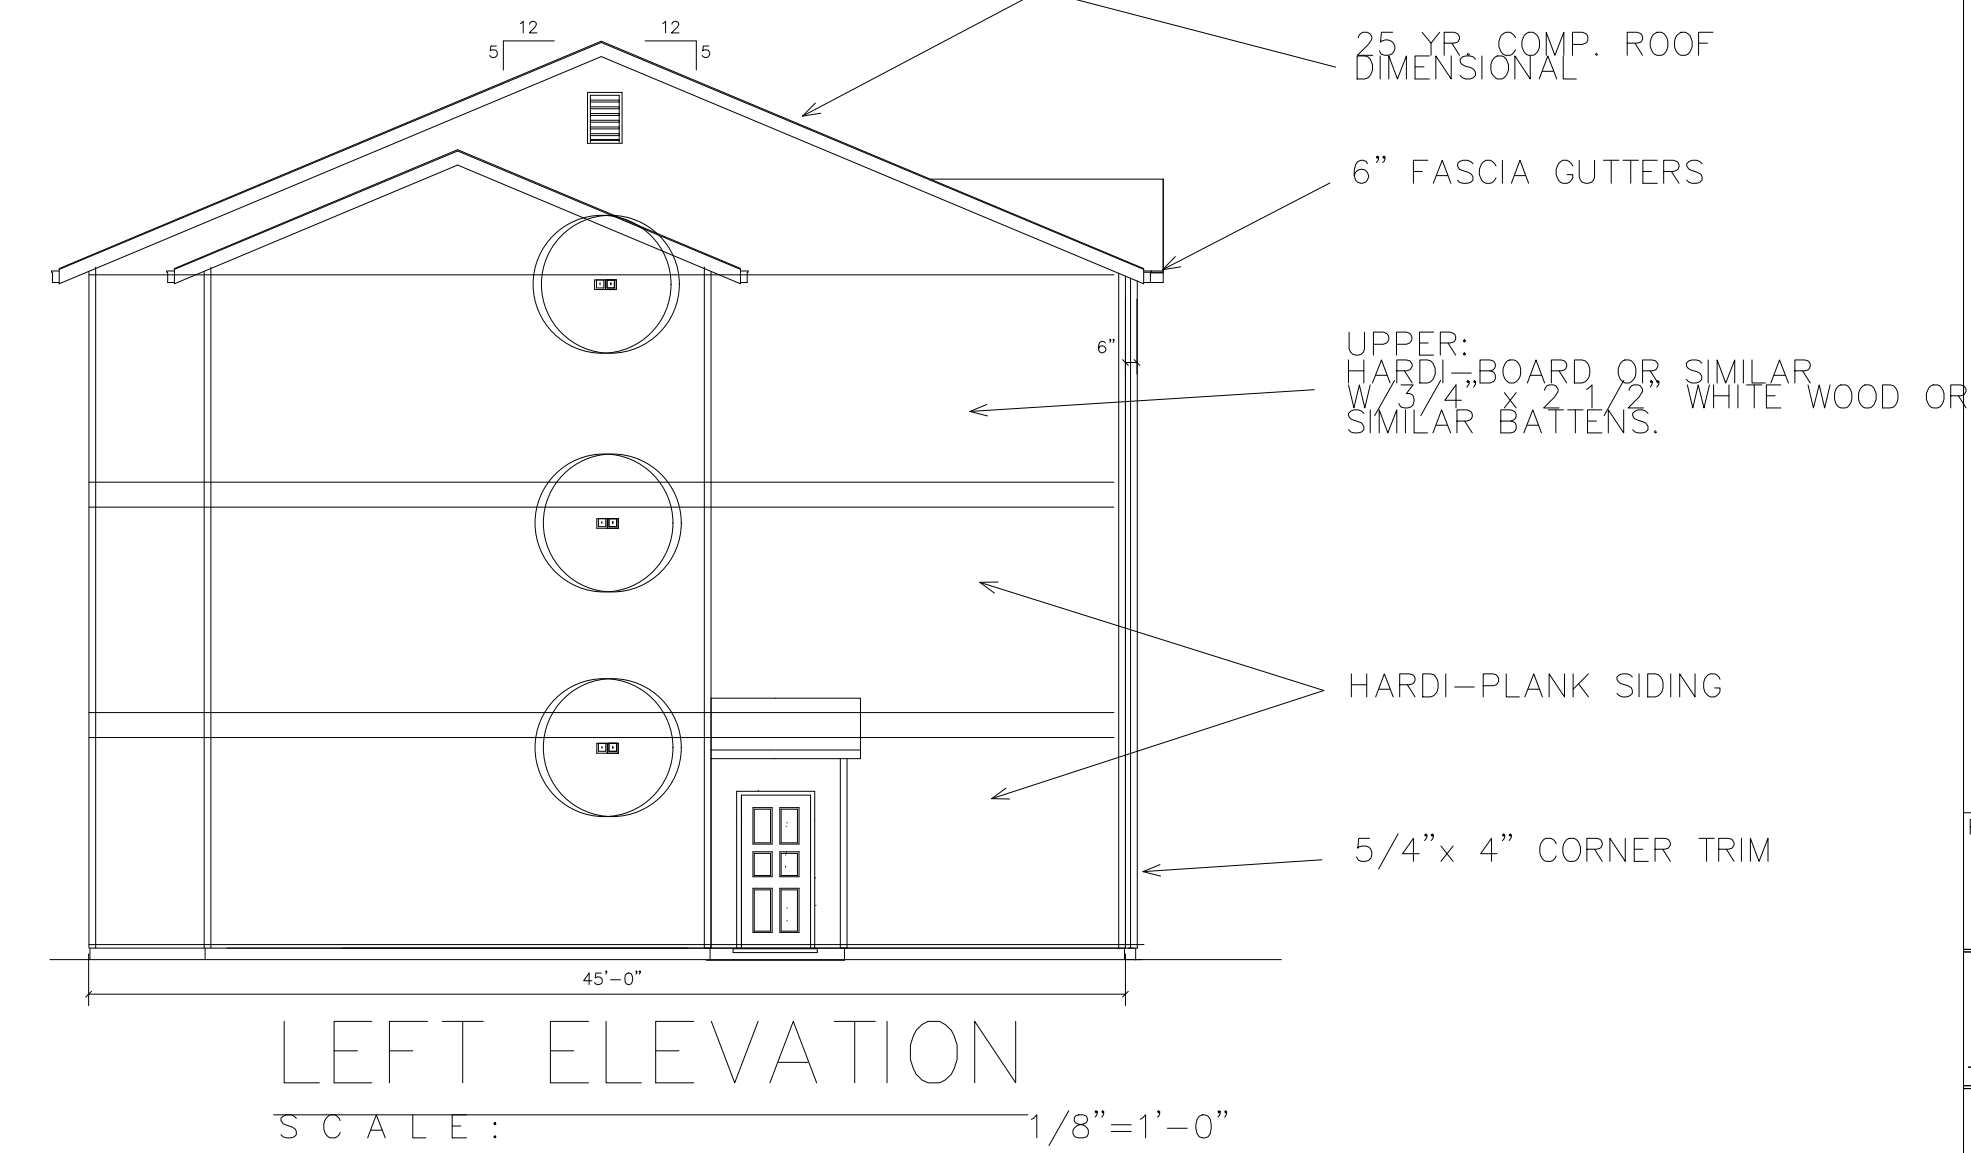 12 12
5 5
25 YR. COMP. ROOF
DIMENSIONAL
6" FASCIA GUTTERS
6"
UPPER:
HARDI-BOARD OR SIMILAR
W/3/4" x 2 1/2" WHITE WOOD OR
SIMILAR BATTENS.
HARDI-PLANK SIDING
5/4"x 4" CORNER TRIM
45'-0"
LEFT ELEVATION
SCALE: 1/8"=1'-0"